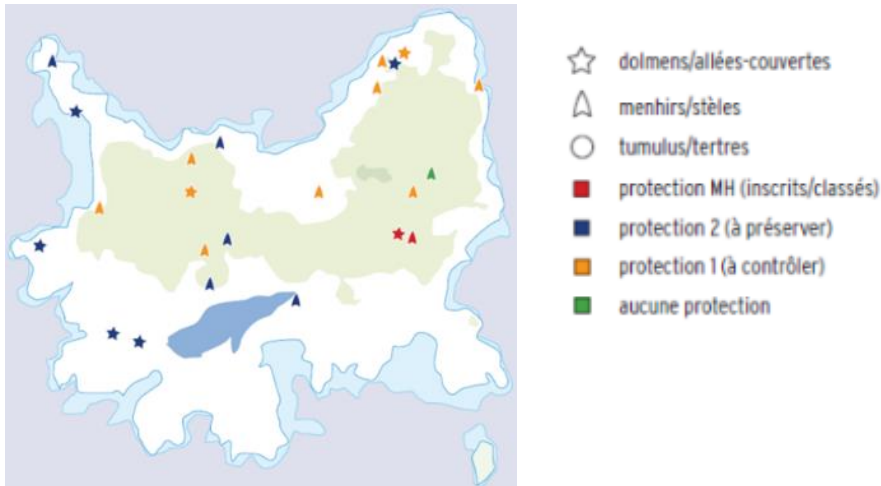 dolmens/allées-couvertes
menhirs/stèles
tumulus/tertres
protection MH (inscrits/classés)
protection 2 (à préserver)
protection 1 (à contrôler)
aucune protection